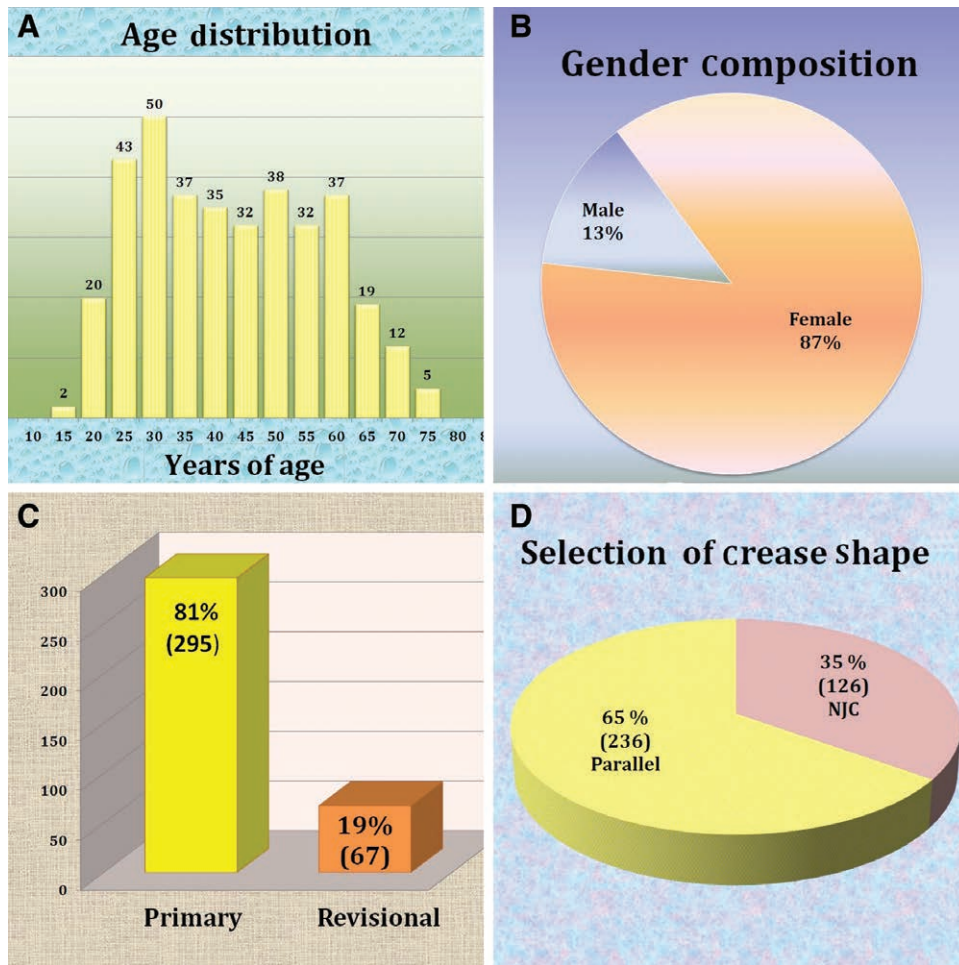 A
Age distribution
50
43
37
35
32
38
32
37
20
19
12
5
2
10 15 20 25 30 35 40 45 50 55 60 65 70 75 80
Years of age
B
Gender composition
Male
13%
Female
87%
C
300
250
200
150
100
50
0
81%
(295)
19%
(67)
Primary Revisional
D
Selection of Crease Shape
35 %
(126)
NJC
65 %
(236)
Parallel